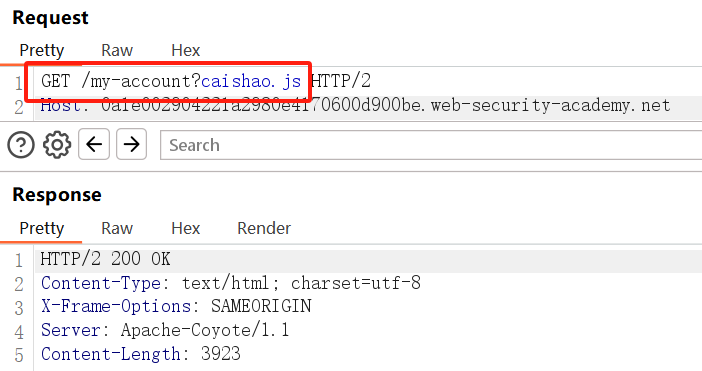 Request
Pretty Raw Hex
1 GET /my-account?caishao.js HTTP/2
2 Host: 0a1e002904221a2980e4170600d900be.web-security-academy.net
Search
Response
Pretty Raw Hex Render
1 HTTP/2 200 OK
2 Content-Type: text/html; charset=utf-8
3 X-Frame-Options: SAMEORIGIN
4 Server: Apache-Coyote/1.1
5 Content-Length: 3923